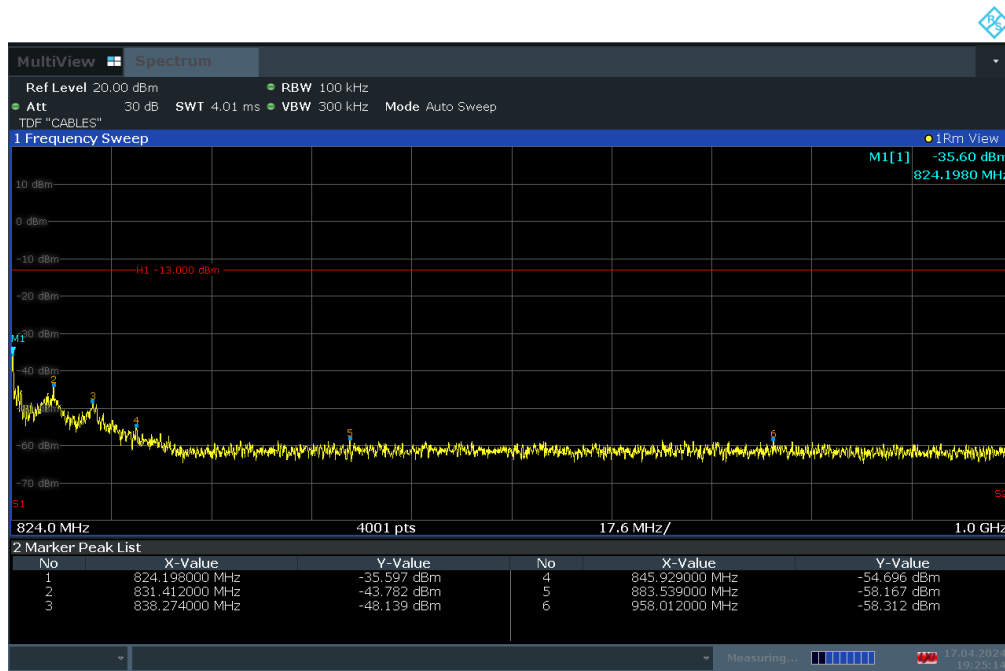 R&S
MultiView Spectrum
Ref Level 20.00 dBm RBW 100 kHz
Att 30 dB SWT 4.01 ms VBW 300 kHz Mode Auto Sweep
TDF "CABLES"
1 Frequency Sweep 1Rm View
M1[1] -35.60 dBm
824.1980 MHz
10 dBm
0 dBm
-10 dBm
H1 -13.000 dBm
-20 dBm
-30 dBm
M1
-40 dBm
2
3
4
5
6
-60 dBm
-70 dBm
S1
824.0 MHz 4001 pts 17.6 MHz/ 1.0 GHz
2 Marker Peak List
No X-Value Y-Value No X-Value Y-Value
1 824.198000 MHz -35.597 dBm 4 845.929000 MHz -54.696 dBm
2 831.412000 MHz -43.782 dBm 5 883.539000 MHz -58.167 dBm
3 838.274000 MHz -48.139 dBm 6 958.012000 MHz -58.312 dBm
Measuring... 17.04.2024
19:25:14